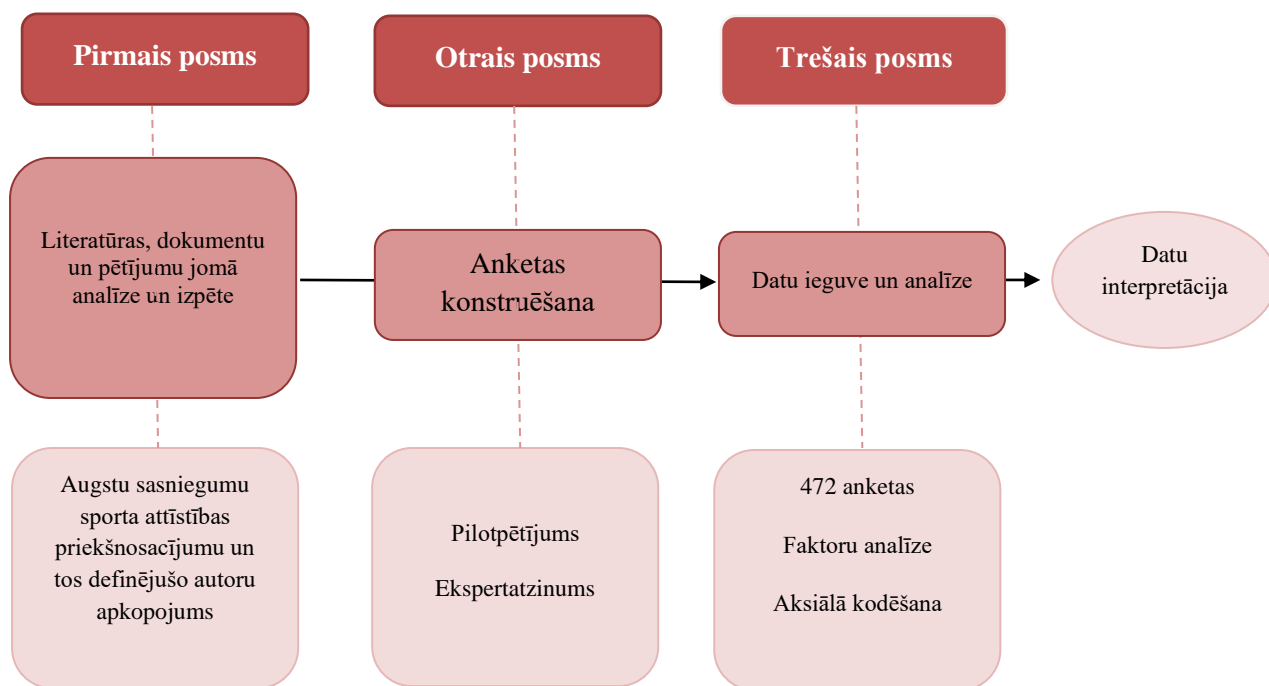 Pirmais posms
Otrais posms
Trešais posms
Literatūras, dokumentu
un pētījumu jomā
analīze un izpēte
Anketas
konstruēšana
Datu ieguve un analīze
Datu
interpretācija
Augstu sasniegumu
sporta attīstības
priekšnosacījumu un
tos definējušo autoru
apkopojums
Pilotpētījums
Ekspertatzinums
472 anketas
Faktoru analīze
Aksiālā kodēšana